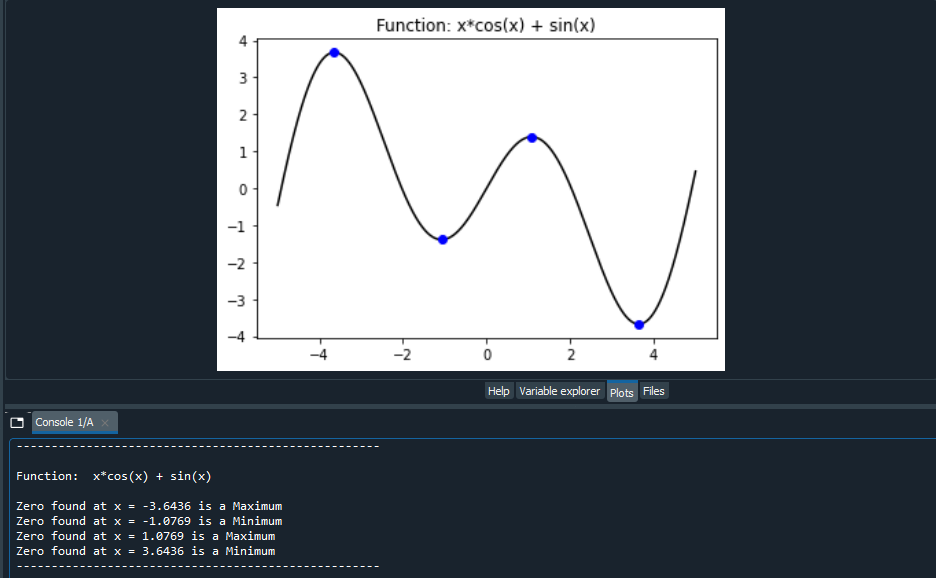 Function: x*cos(x) + sin(x)
4
3
2
1
0
−1
−2
−3
−4
−4 −2 0 2 4
Help Variable explorer Plots Files
Console 1/A ×
----------------------------------------------------
Function:  x*cos(x) + sin(x)
Zero found at x = -3.6436 is a Maximum
Zero found at x = -1.0769 is a Minimum
Zero found at x = 1.0769 is a Maximum
Zero found at x = 3.6436 is a Minimum
----------------------------------------------------